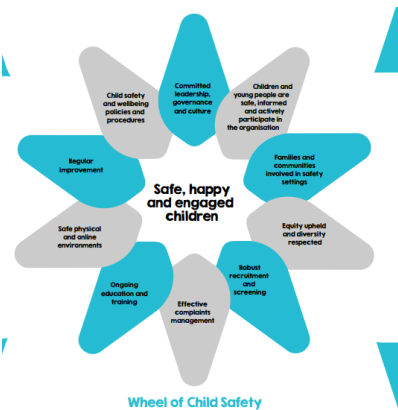 Committed
leadership,
governance
and culture
Children and
young people are
safe, informed
and actively
participate in
the organisation
Families and
communities
involved in safety
settings
Equity upheld
and diversity
respected
Robust
recruitment
and
screening
Effective
complaints
management
Ongoing
education and
training
Safe physical
and online
environments
Regular
improvement
Child safety
and wellbeing
policies and
procedures
Safe, happy
and engaged
children
Wheel of Child Safety